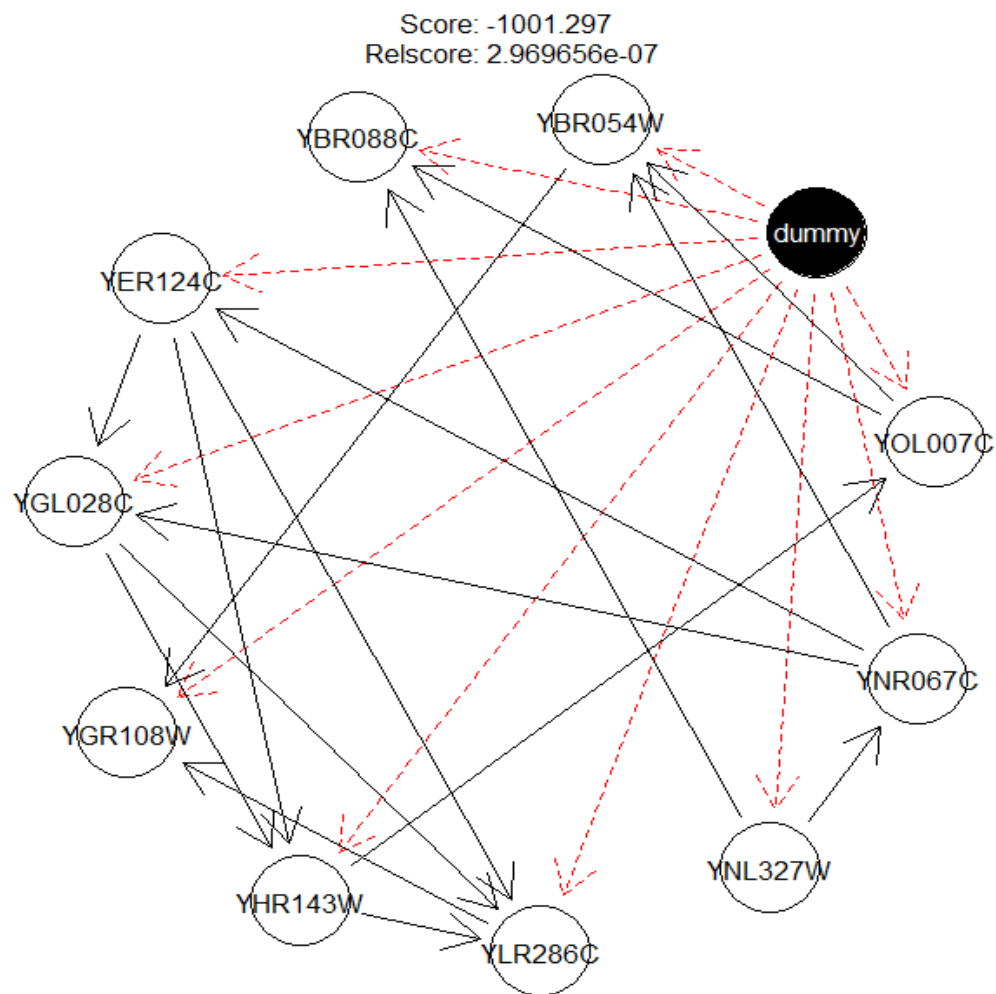 Score: -1001.297
Relscore: 2.969656e-07
YBR088C
YBR054W
dummy
YER124C
YOL007C
YGL028C
YNR067C
YGR108W
YNL327W
YHR143W
YLR286C